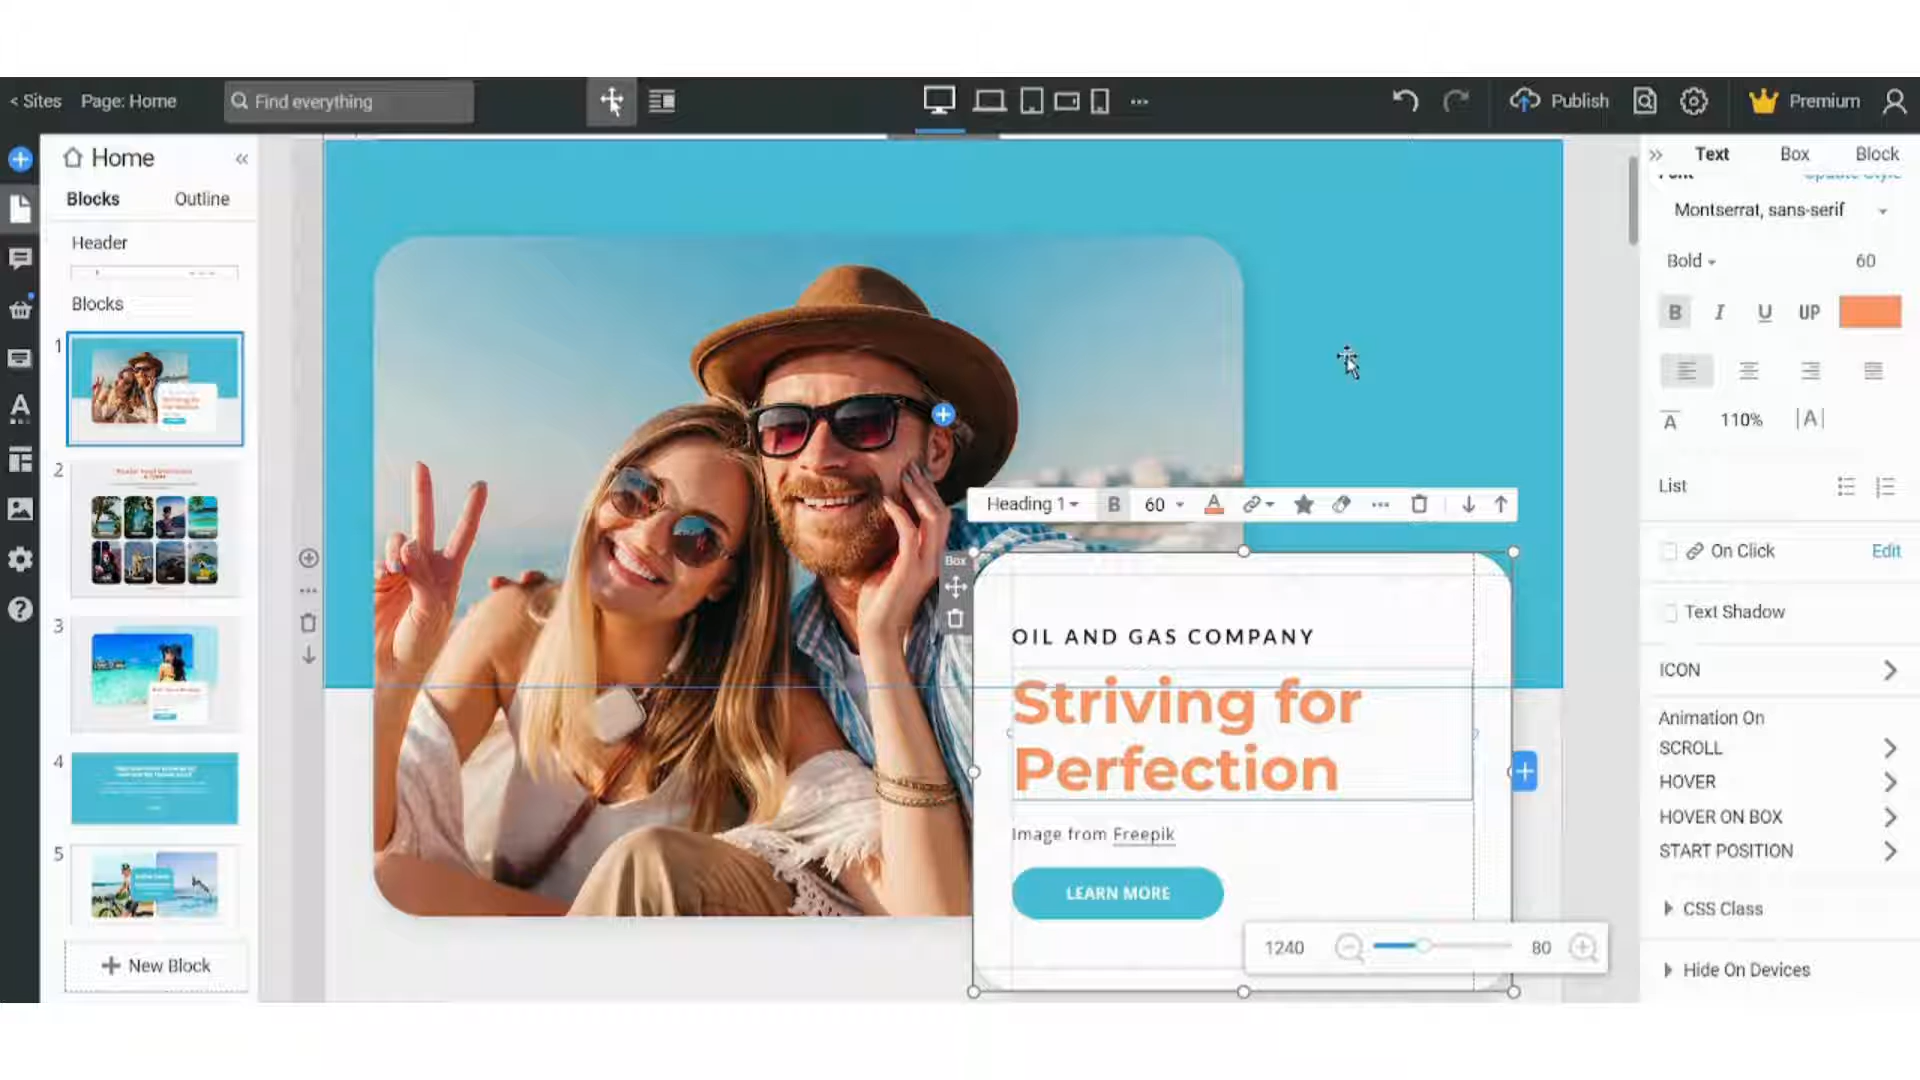 < Sites Page: Home Find everything Publish Premium
Home
Blocks Outline
Header
Blocks
1
2
3
4
5
New Block
Heading 1 B 60 A
Box
OIL AND GAS COMPANY
Striving for
Perfection
Image from Freepik
LEARN MORE
1240 80
Text Box Block
Font Update Style
Montserrat, sans-serif
Bold 60
B I U UP
A 110% |A|
List
On Click Edit
Text Shadow
ICON
Animation On
SCROLL
HOVER
HOVER ON BOX
START POSITION
CSS Class
Hide On Devices